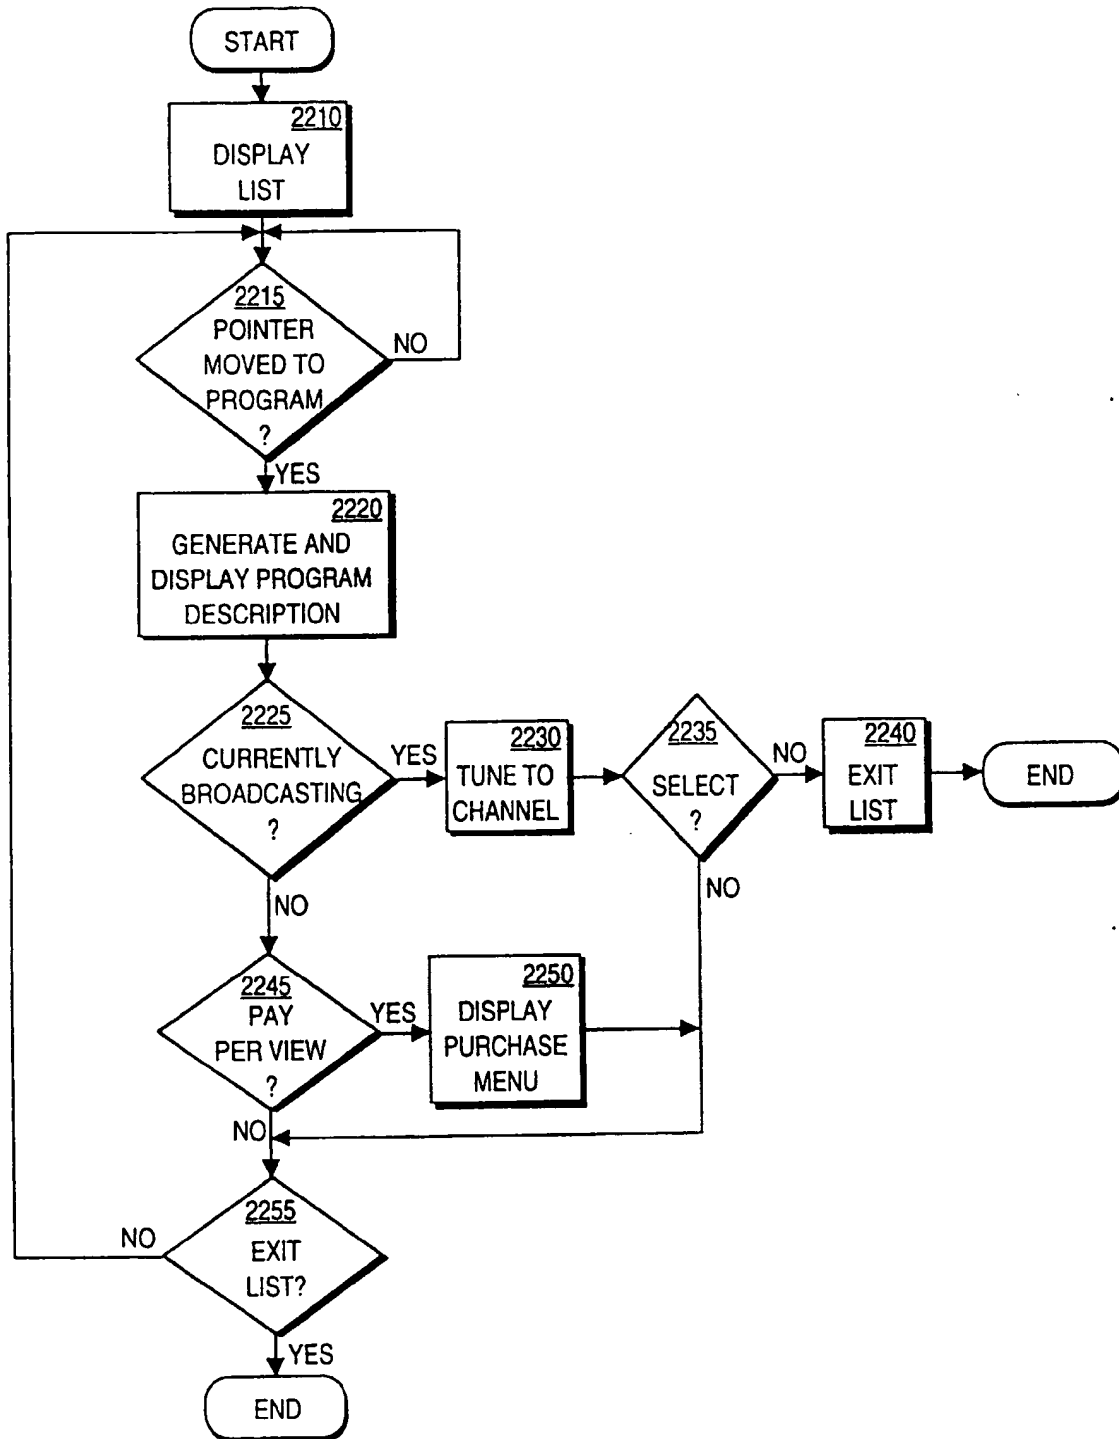 START
2210
DISPLAY
LIST
2215
POINTER
MOVED TO
PROGRAM
?
NO
YES
2220
GENERATE AND
DISPLAY PROGRAM
DESCRIPTION
2225
CURRENTLY
BROADCASTING
?
YES
2230
TUNE TO
CHANNEL
2235
SELECT
?
NO
2240
EXIT
LIST
END
NO
NO
2245
PAY
PER VIEW
?
YES
2250
DISPLAY
PURCHASE
MENU
NO
2255
EXIT
LIST?
NO
YES
END